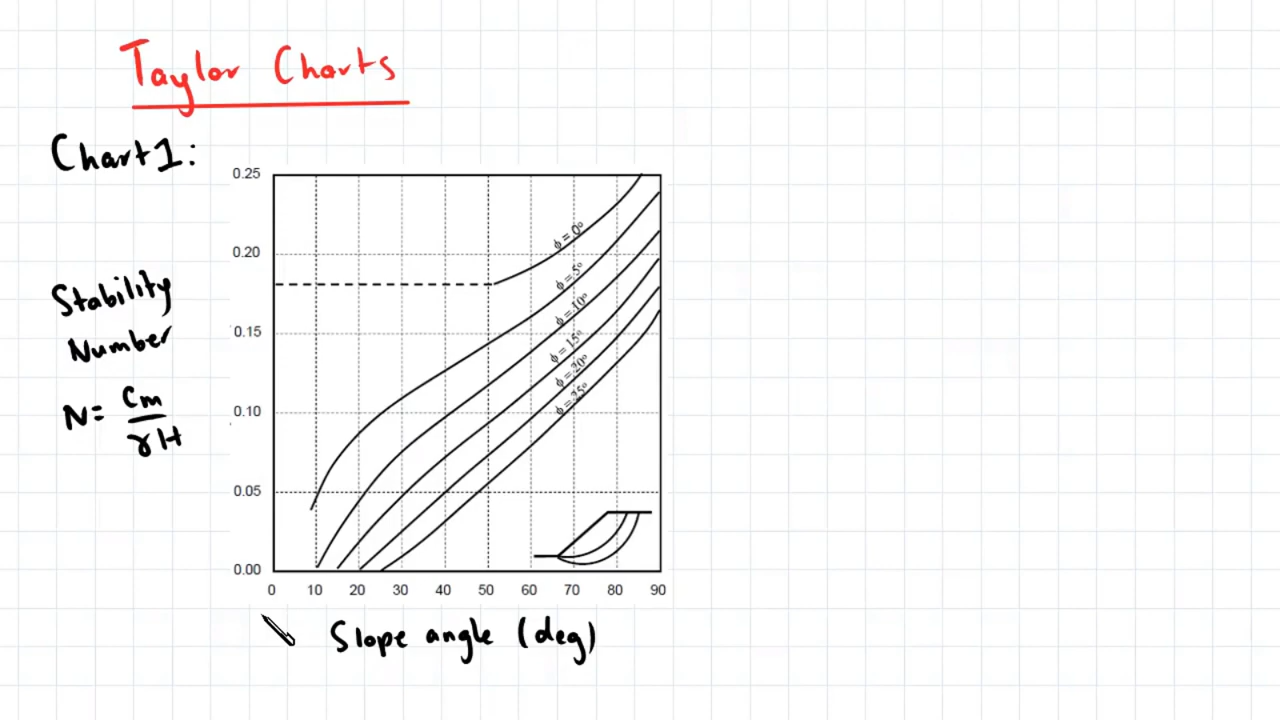 Taylor Charts
Chart 1:
0.25
0.20
0.15
0.10
0.05
0.00
Stability
Number
N = Cm
γH
ϕ = 0°
ϕ = 5°
ϕ = 10°
ϕ = 15°
ϕ = 20°
ϕ = 25°
0 10 20 30 40 50 60 70 80 90
Slope angle (deg)